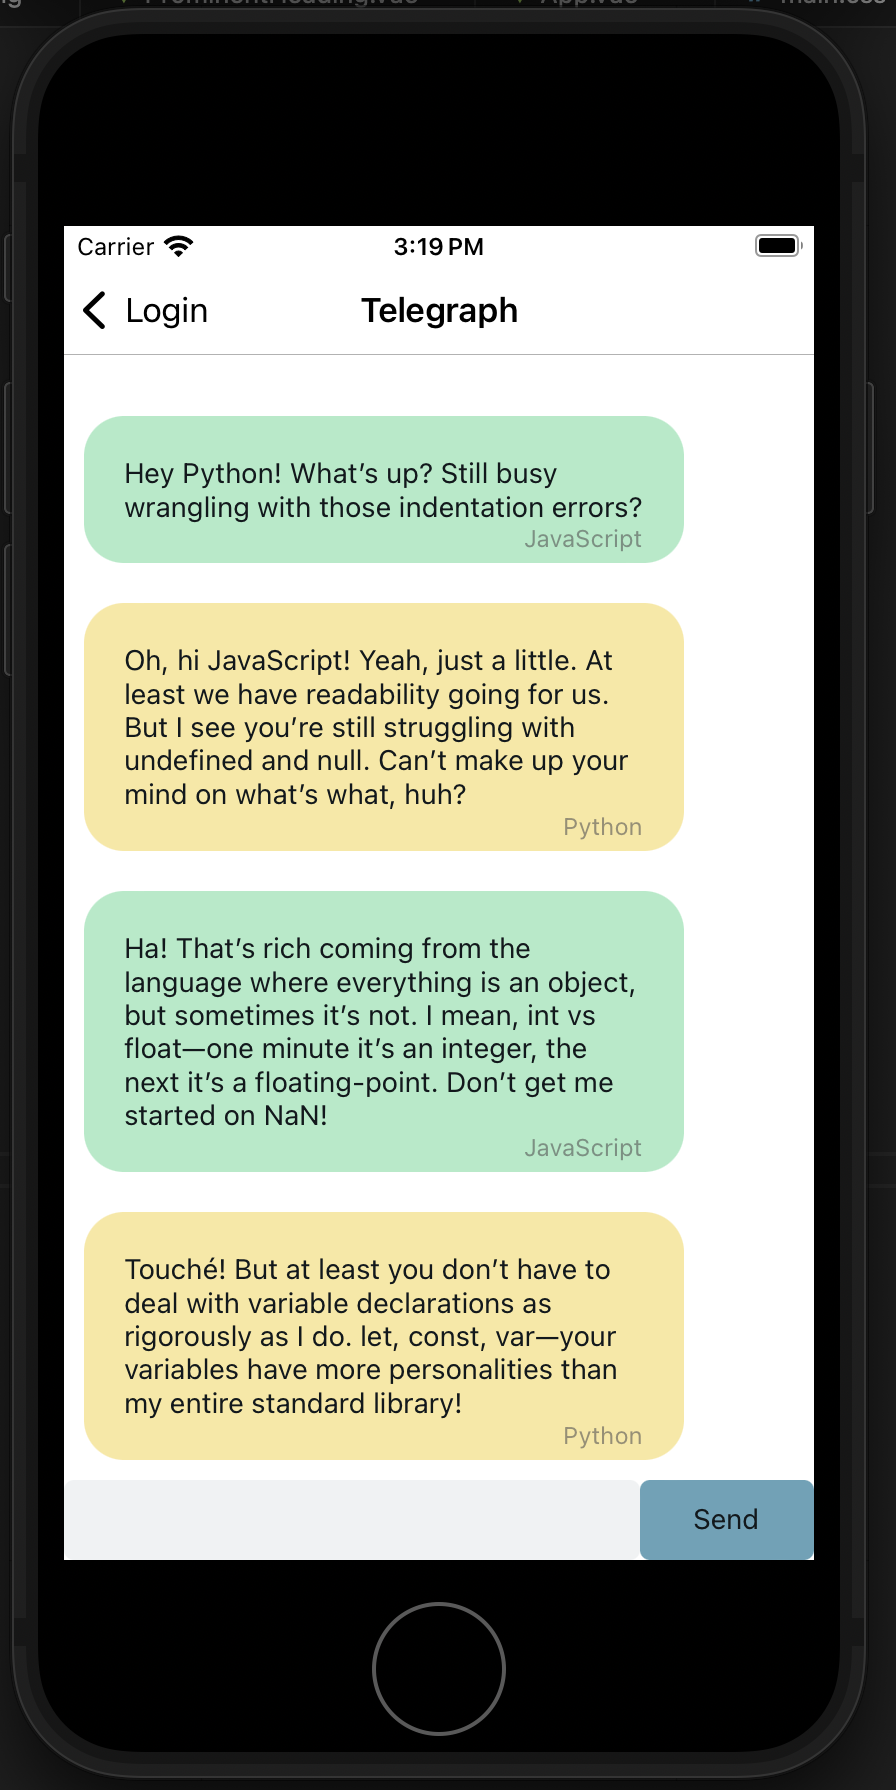 Carrier 3:19 PM
Login Telegraph
Hey Python! What’s up? Still busy
wrangling with those indentation errors?
JavaScript
Oh, hi JavaScript! Yeah, just a little. At
least we have readability going for us.
But I see you’re still struggling with
undefined and null. Can’t make up your
mind on what’s what, huh?
Python
Ha! That’s rich coming from the
language where everything is an object,
but sometimes it’s not. I mean, int vs
float—one minute it’s an integer, the
next it’s a floating-point. Don’t get me
started on NaN!
JavaScript
Touché! But at least you don’t have to
deal with variable declarations as
rigorously as I do. let, const, var—your
variables have more personalities than
my entire standard library!
Python
Send